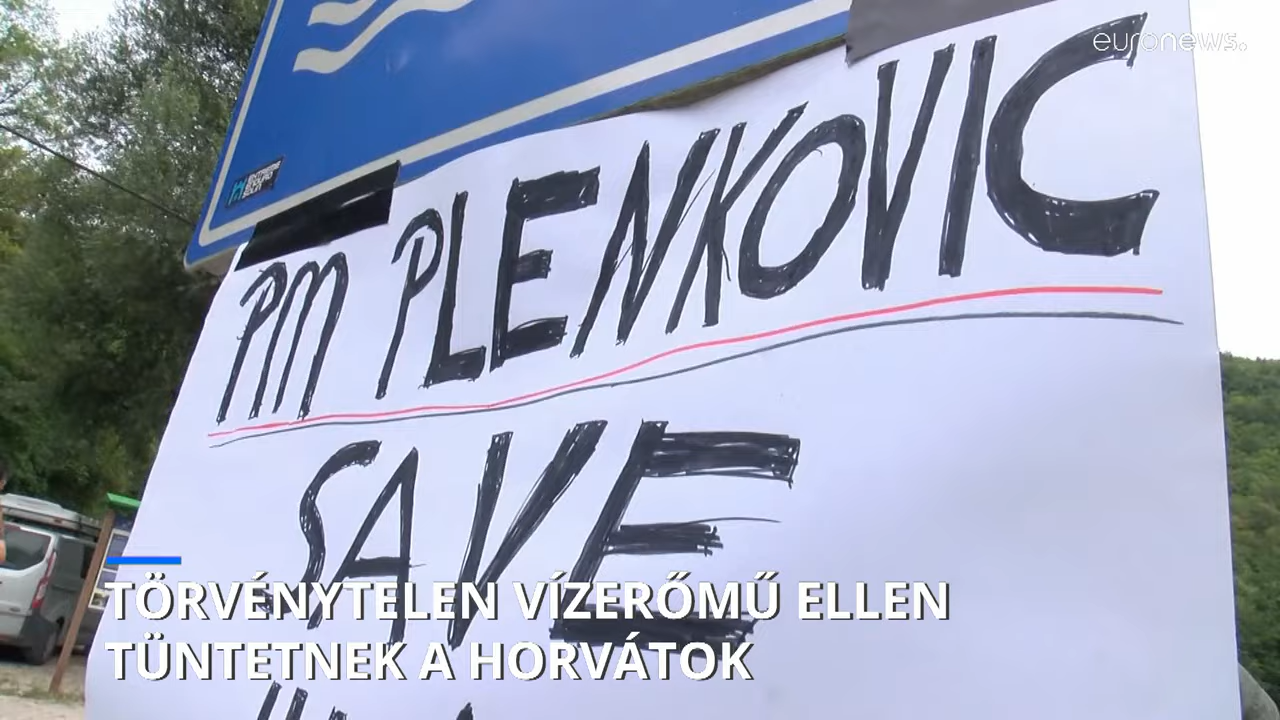 euronews.
PM PLENKOVIC
SAVE
TÖRVÉNYTELEN VÍZERŐMŰ ELLEN
TÜNTETNEK A HORVÁTOK